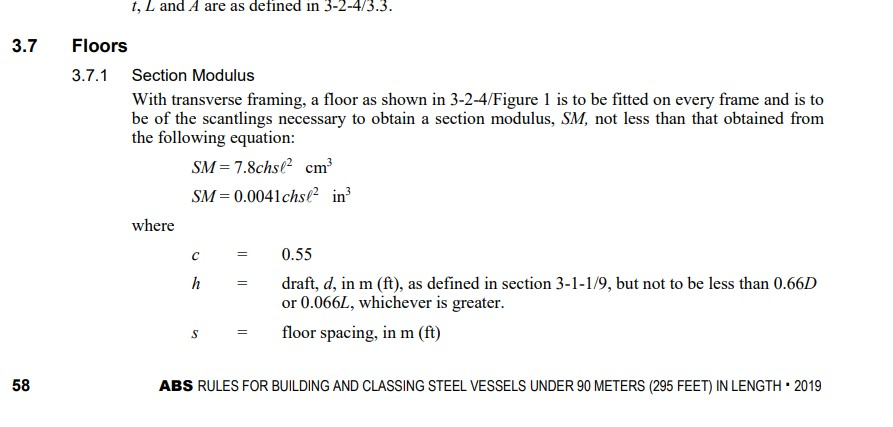 t, L and A are as defined in 3-2-4/3.3.
3.7 Floors
3.7.1 Section Modulus
With transverse framing, a floor as shown in 3-2-4/Figure 1 is to be fitted on every frame and is to
be of the scantlings necessary to obtain a section modulus, SM, not less than that obtained from
the following equation:
SM = 7.8chsℓ² cm³
SM = 0.0041chsℓ² in³
where
c = 0.55
h = draft, d, in m (ft), as defined in section 3-1-1/9, but not to be less than 0.66D
or 0.066L, whichever is greater.
s = floor spacing, in m (ft)
58 ABS RULES FOR BUILDING AND CLASSING STEEL VESSELS UNDER 90 METERS (295 FEET) IN LENGTH ▪ 2019